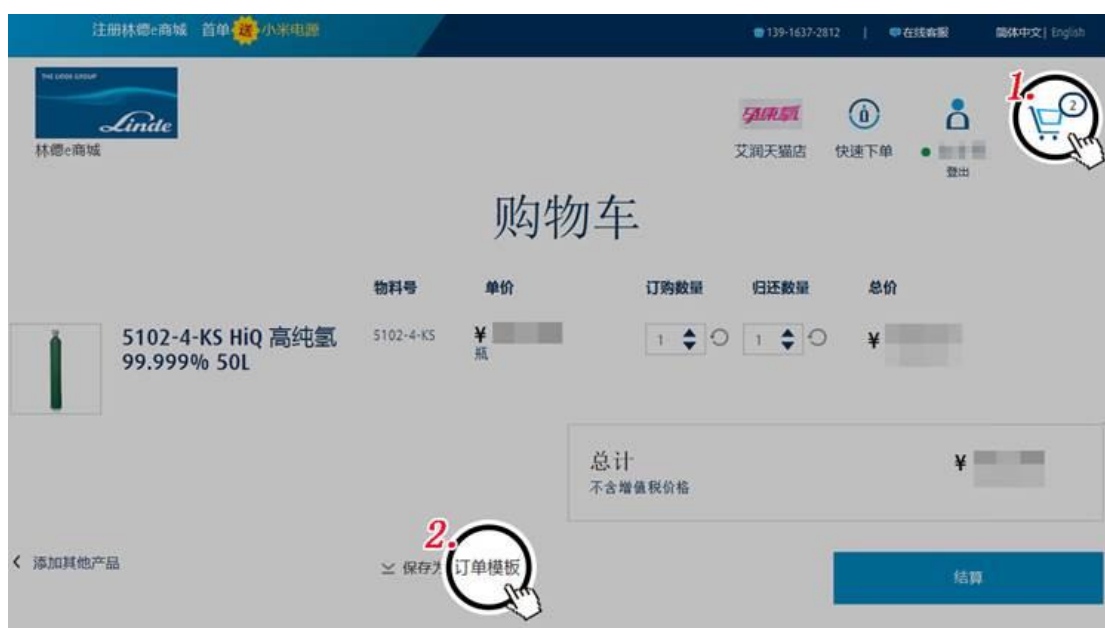 注册林德e商城 首单送小米电源
139-1637-2812 | 在线客服 简体中文 | English
THE LINDE GROUP
Linde
林德e商城
1.
2
孕康氢
艾润天猫店
快速下单
登出
购物车
物料号 单价 订购数量 归还数量 总价
5102-4-KS HiQ 高纯氢
99.999% 50L
5102-4-KS
¥
瓶
1
1
¥
总计
不含增值税价格
¥
2.
添加其他产品
保存为 订单模板
结算